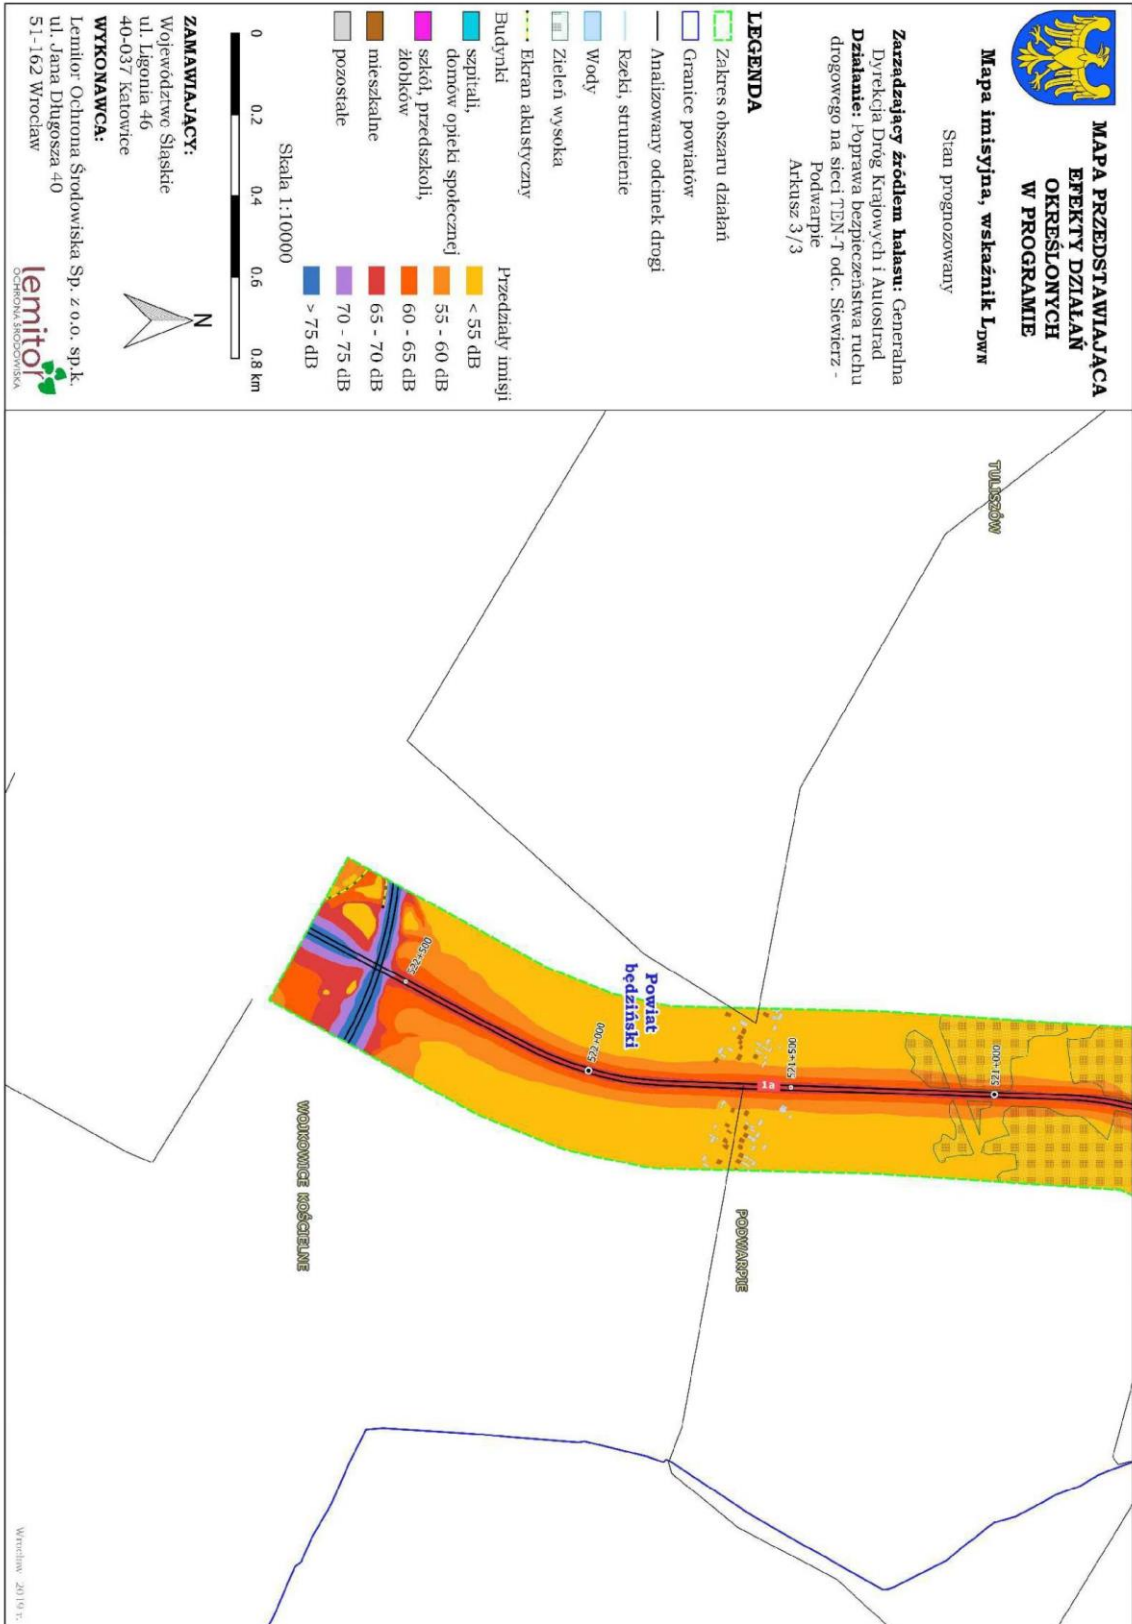 MAPA PRZEDSTAWIAJĄCA
EFEKTY DZIAŁAŃ
OKREŚLONYCH
W PROGRAMIE
Mapa imisyjna, wskaźnik LDWN
Stan prognozowany
Zarządzający źródłem hałasu: Generalna
Dyrekcja Dróg Krajowych i Autostrad
Działanie: Poprawa bezpieczeństwa ruchu
drogowego na sieci TEN-T odc. Siewierz -
Podwarpie
Arkusz 3/3
LEGENDA
Zakres obszaru działań
Granice powiatów
Analizowany odcinek drogi
Rzeki, strumienie
Wody
Zieleń wysoka
Ekran akustyczny
Budynki
szpitali,
domów opieki społecznej
szkół, przedszkoli,
żłobków
mieszkalne
pozostałe
Przedziały imisji
< 55 dB
55 - 60 dB
60 - 65 dB
65 - 70 dB
70 - 75 dB
> 75 dB
Skala 1:10000
0 0.2 0.4 0.6 0.8 km
N
ZAMAWIAJĄCY:
Województwo Śląskie
ul. Ligonia 46
40-037 Katowice
WYKONAWCA:
Lemitor Ochrona Środowiska Sp. z o.o. sp.k.
ul. Jana Długosza 40
51-162 Wrocław
lemitor
OCHRONA ŚRODOWISKA
TULISZÓW
521+000
521+500
1a
Powiat
będziński
PODWARPIE
522+000
522+500
WOJKOWICE KOŚCIELNE
Wrocław 2019 r.